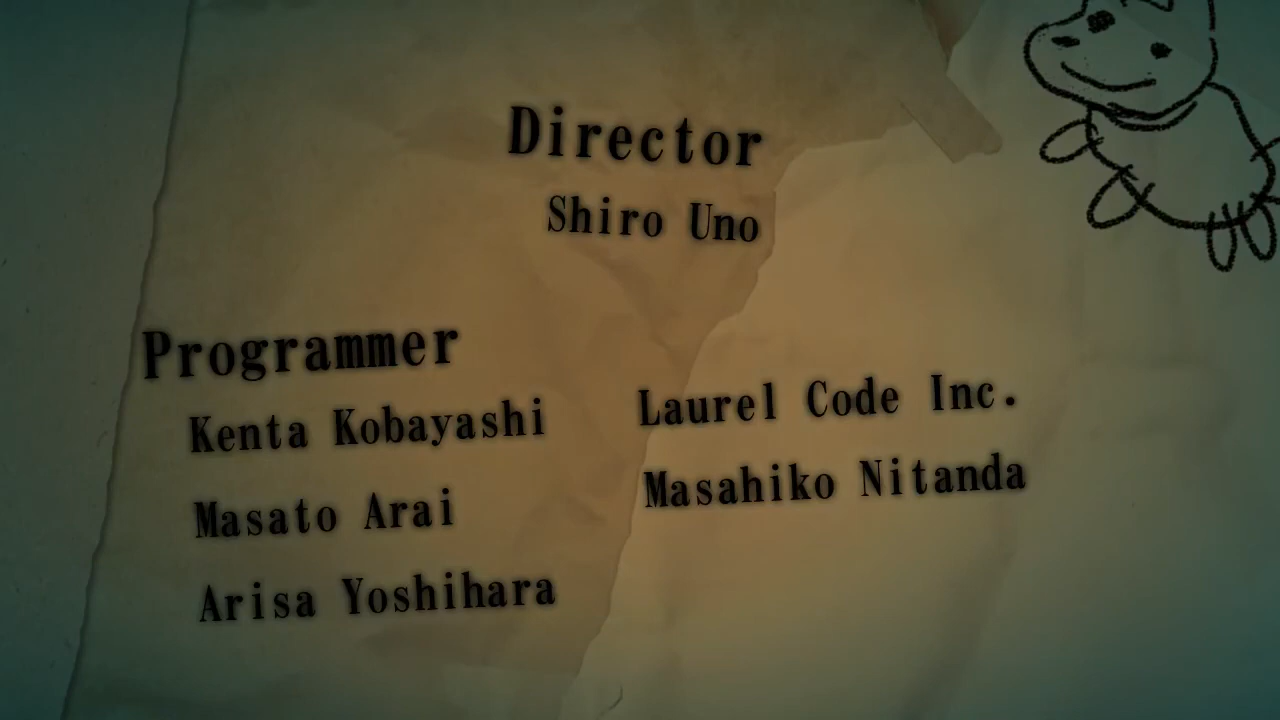 Director
Shiro Uno
Programmer
Kenta Kobayashi
Masato Arai
Arisa Yoshihara
Laurel Code Inc.
Masahiko Nitanda